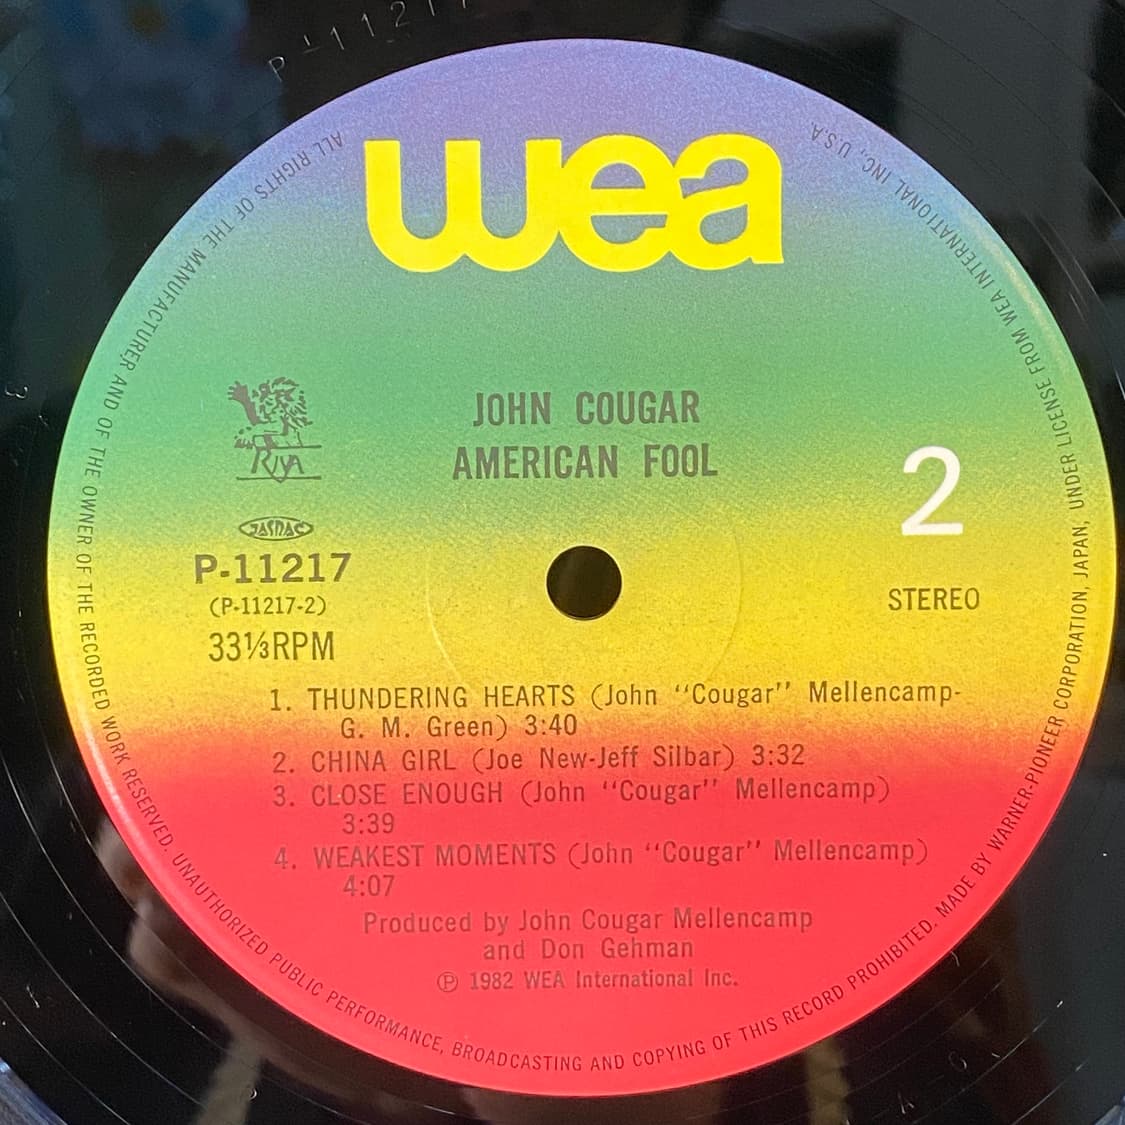 P-11217
wea
JOHN COUGAR
AMERICAN FOOL
RIVA
JASRAC
2
P-11217
(P-11217-2)
33⅓RPM
STEREO
1. THUNDERING HEARTS (John "Cougar" Mellencamp-
G. M. Green) 3:40
2. CHINA GIRL (Joe New-Jeff Silbar) 3:32
3. CLOSE ENOUGH (John "Cougar" Mellencamp)
3:39
4. WEAKEST MOMENTS (John "Cougar" Mellencamp)
4:07
Produced by John Cougar Mellencamp
and Don Gehman
℗ 1982 WEA International Inc.
ALL RIGHTS OF THE MANUFACTURER AND OF THE OWNER OF THE RECORDED WORK RESERVED. UNAUTHORIZED PUBLIC PERFORMANCE, BROADCASTING AND COPYING OF THIS RECORD PROHIBITED. MADE BY WARNER-PIONEER CORPORATION, JAPAN, UNDER LICENSE FROM WEA INTERNATIONAL INC., U.S.A.